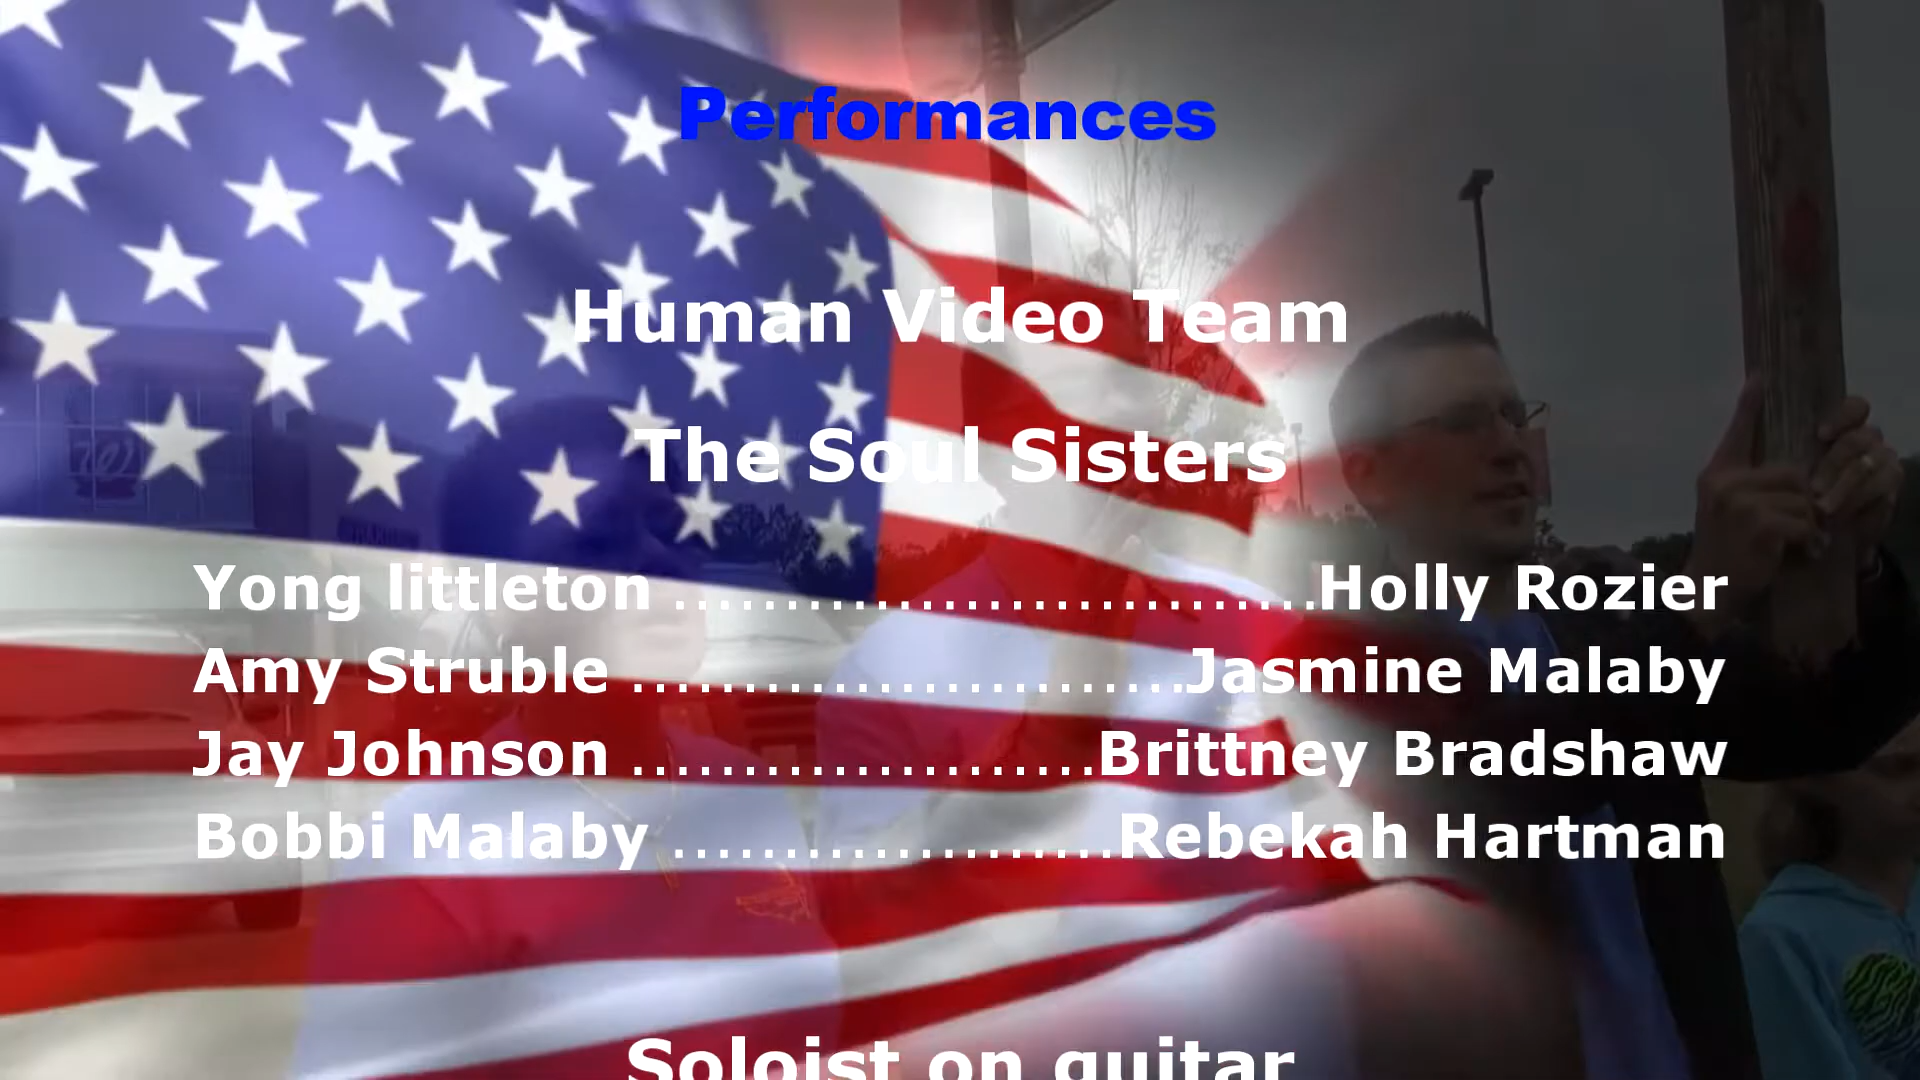 Performances
Human Video Team
The Soul Sisters
Yong littleton ............................Holly Rozier
Amy Struble ........................Jasmine Malaby
Jay Johnson .....................Brittney Bradshaw
Bobbi Malaby ....................Rebekah Hartman
Soloist on guitar